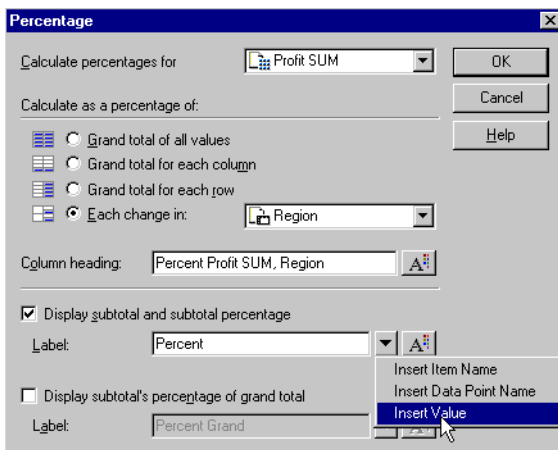 Percentage
Calculate percentages for Profit SUM OK
Calculate as a percentage of: Cancel
Grand total of all values Help
Grand total for each column
Grand total for each row
Each change in: Region
Column heading: Percent Profit SUM, Region A
Display subtotal and subtotal percentage
Label: Percent A
Insert Item Name
Insert Data Point Name
Display subtotal's percentage of grand total
Insert Value
Label: Percent Grand